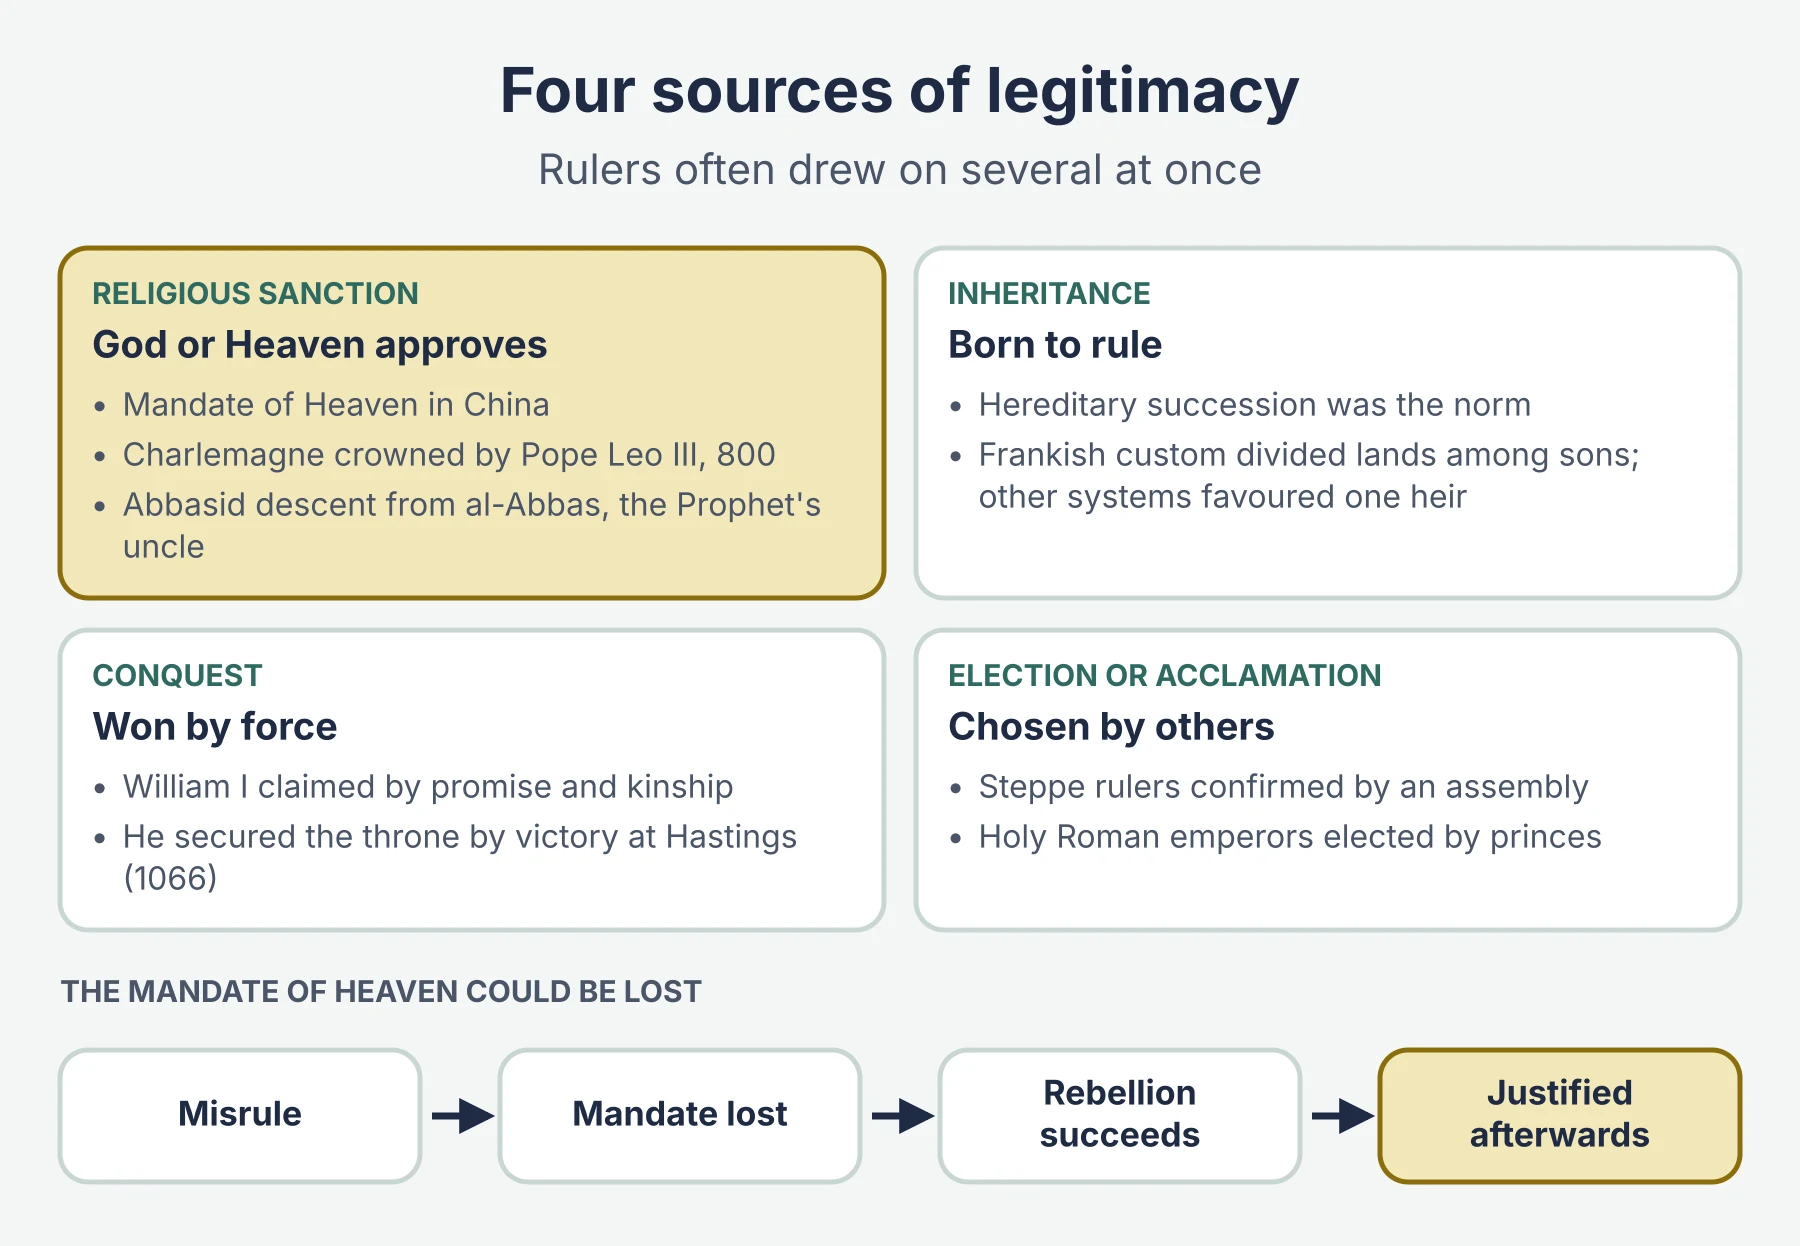 Four sources of legitimacy
Rulers often drew on several at once
RELIGIOUS SANCTION
God or Heaven approves
• Mandate of Heaven in China
• Charlemagne crowned by Pope Leo III, 800
• Abbasid descent from al-Abbas, the Prophet's
uncle
INHERITANCE
Born to rule
• Hereditary succession was the norm
• Frankish custom divided lands among sons;
other systems favoured one heir
CONQUEST
Won by force
• William I claimed by promise and kinship
• He secured the throne by victory at Hastings
(1066)
ELECTION OR ACCLAMATION
Chosen by others
• Steppe rulers confirmed by an assembly
• Holy Roman emperors elected by princes
THE MANDATE OF HEAVEN COULD BE LOST
Misrule
Mandate lost
Rebellion
succeeds
Justified
afterwards